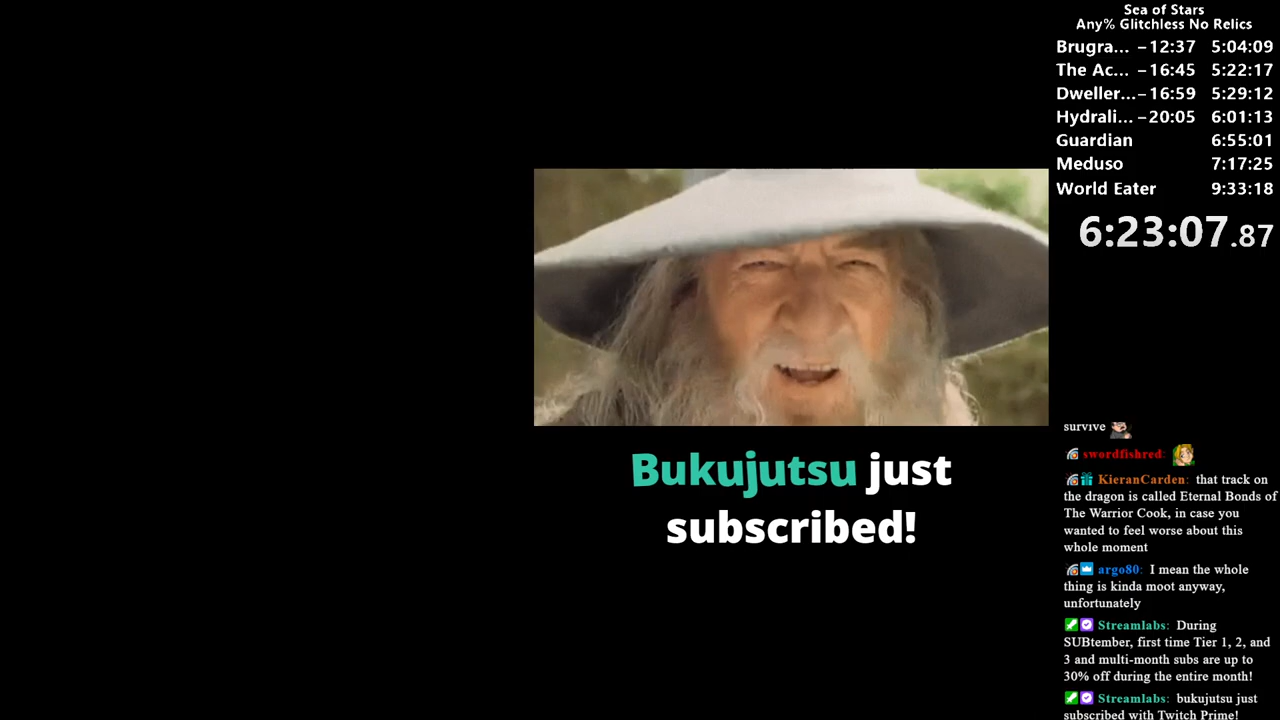 Sea of Stars
Any% Glitchless No Relics
Brugra... −12:37 5:04:09
The Ac... −16:45 5:22:17
Dweller... −16:59 5:29:12
Hydrali... −20:05 6:01:13
Guardian 6:55:01
Meduso 7:17:25
World Eater 9:33:18
6:23:07.87
Bukujutsu just
subscribed!
survive
swordfishred:
KieranCarden: that track on
the dragon is called Eternal Bonds of
The Warrior Cook, in case you
wanted to feel worse about this
whole moment
argo80: I mean the whole
thing is kinda moot anyway,
unfortunately
Streamlabs: During
SUBtember, first time Tier 1, 2, and
3 and multi-month subs are up to
30% off during the entire month!
Streamlabs: bukujutsu just
subscribed with Twitch Prime!